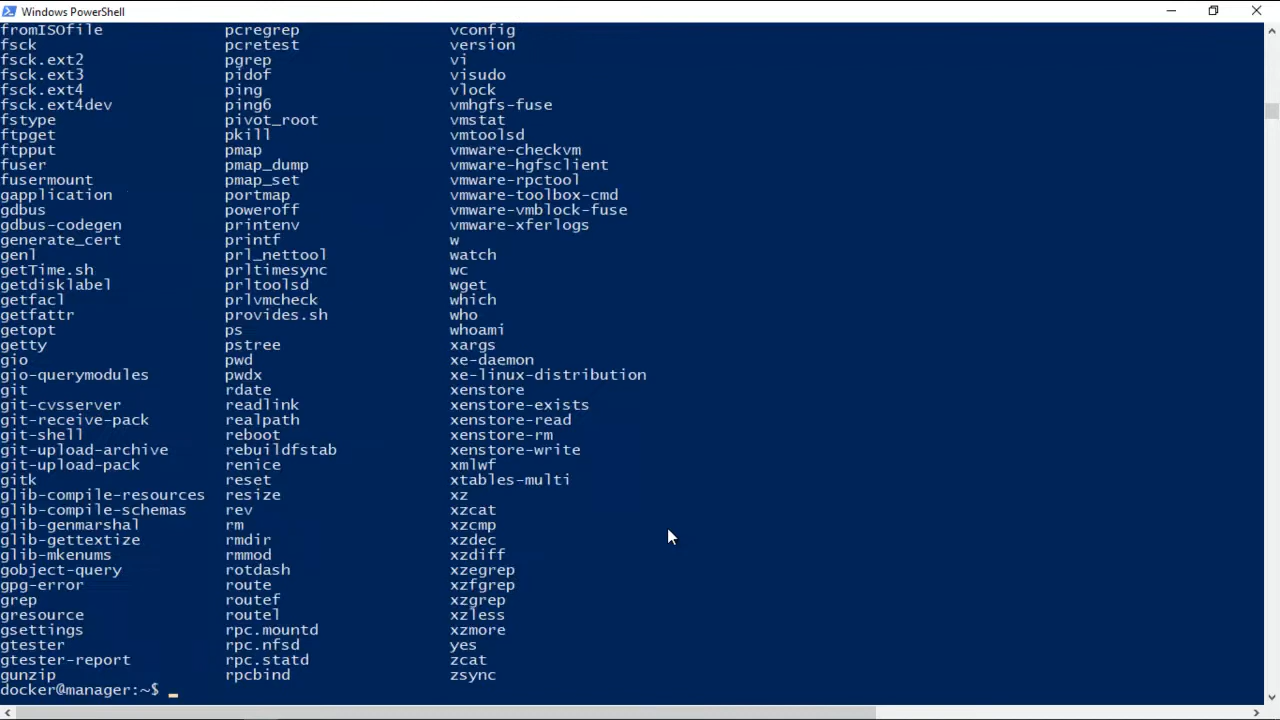 Windows PowerShell
fromISOfile pcregrep vconfig
fsck pcretest version
fsck.ext2 pgrep vi
fsck.ext3 pidof visudo
fsck.ext4 ping vlock
fsck.ext4dev ping6 vmhgfs-fuse
fstype pivot_root vmstat
ftpget pkill vmtoolsd
ftpput pmap vmware-checkvm
fuser pmap_dump vmware-hgfsclient
fusermount pmap_set vmware-rpctool
gapplication portmap vmware-toolbox-cmd
gdbus poweroff vmware-vmblock-fuse
gdbus-codegen printenv vmware-xferlogs
generate_cert printf w
genl prl_nettool watch
getTime.sh prltimesync wc
getdisklabel prltoolsd wget
getfacl prlvmcheck which
getfattr provides.sh who
getopt ps whoami
getty pstree xargs
gio pwd xe-daemon
gio-querymodules pwdx xe-linux-distribution
git rdate xenstore
git-cvsserver readlink xenstore-exists
git-receive-pack realpath xenstore-read
git-shell reboot xenstore-rm
git-upload-archive rebuildfstab xenstore-write
git-upload-pack renice xmlwf
gitk reset xtables-multi
glib-compile-resources resize xz
glib-compile-schemas rev xzcat
glib-genmarshal rm xzcmp
glib-gettextize rmdir xzdec
glib-mkenums rmmod xzdiff
gobject-query rotdash xzegrep
gpg-error route xzfgrep
grep routef xzgrep
gresource routel xzless
gsettings rpc.mountd xzmore
gtester rpc.nfsd yes
gtester-report rpc.statd zcat
gunzip rpcbind zsync
docker@manager:~$